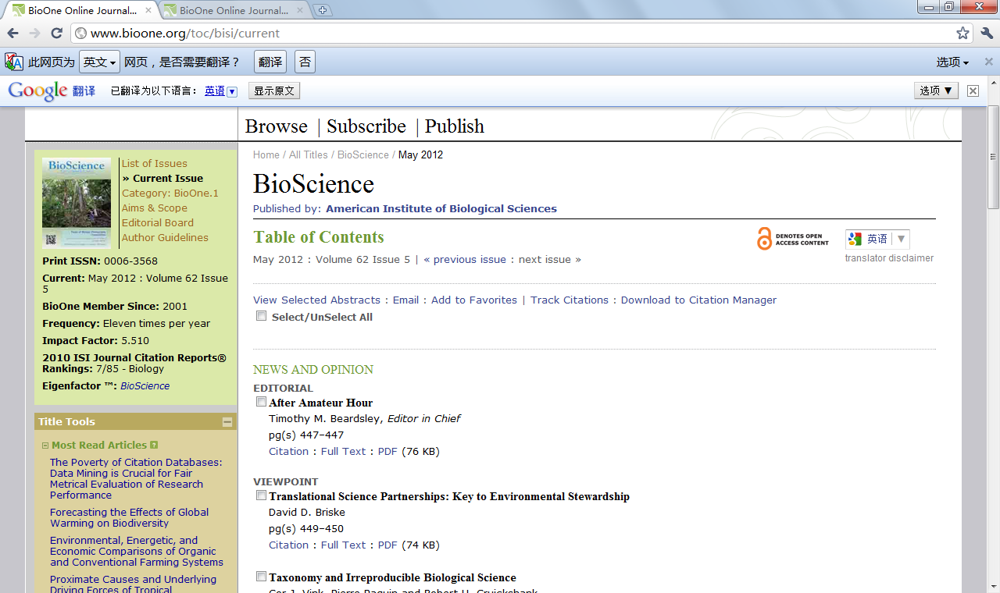 BioOne Online Journal...
BioOne Online Journal...
www.bioone.org/toc/bisi/current
此网页为 英文 网页，是否需要翻译？ 翻译 否 选项
Google 翻译 已翻译为以下语言： 英语 显示原文 选项 ▼
Browse | Subscribe | Publish
BioScience
List of Issues
» Current Issue
Category: BioOne.1
Aims & Scope
Editorial Board
Author Guidelines
Print ISSN: 0006-3568
Current: May 2012 : Volume 62 Issue
5
BioOne Member Since: 2001
Frequency: Eleven times per year
Impact Factor: 5.510
2010 ISI Journal Citation Reports®
Rankings: 7/85 - Biology
Eigenfactor ™: BioScience
Title Tools
Most Read Articles ?
The Poverty of Citation Databases:
Data Mining is Crucial for Fair
Metrical Evaluation of Research
Performance
Forecasting the Effects of Global
Warming on Biodiversity
Environmental, Energetic, and
Economic Comparisons of Organic
and Conventional Farming Systems
Proximate Causes and Underlying
Driving Forces of Tropical
Home / All Titles / BioScience / May 2012
BioScience
Published by: American Institute of Biological Sciences
Table of Contents
DENOTES OPEN
ACCESS CONTENT
英语 ▼
translator disclaimer
May 2012 : Volume 62 Issue 5 | « previous issue : next issue »
View Selected Abstracts : Email : Add to Favorites | Track Citations : Download to Citation Manager
Select/UnSelect All
NEWS AND OPINION
EDITORIAL
After Amateur Hour
Timothy M. Beardsley, Editor in Chief
pg(s) 447–447
Citation : Full Text : PDF (76 KB)
VIEWPOINT
Translational Science Partnerships: Key to Environmental Stewardship
David D. Briske
pg(s) 449–450
Citation : Full Text : PDF (74 KB)
Taxonomy and Irreproducible Biological Science
Cor J. Vink, Pierre Paquin and Robert H. Cruickshank